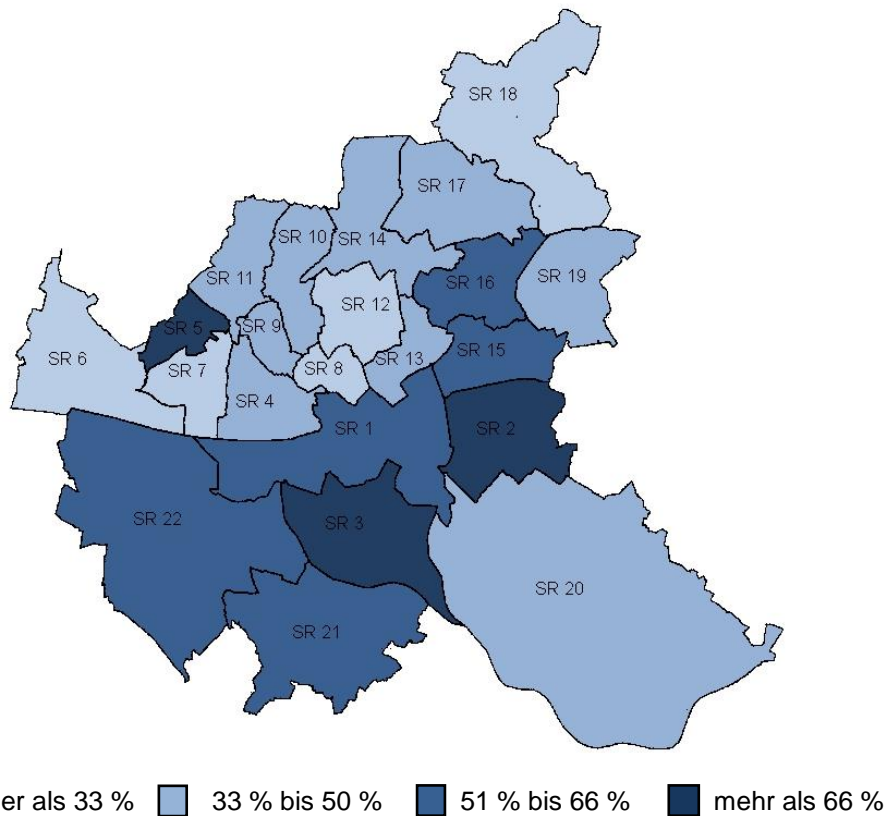 SR 18
SR 17
SR 10
SR 14
SR 11
SR 19
SR 16
SR 12
SR 5
SR 9
SR 15
SR 6
SR 7
SR 8
SR 13
SR 4
SR 1
SR 2
SR 22
SR 3
SR 20
SR 21
er als 33 % 33 % bis 50 % 51 % bis 66 % mehr als 66 %